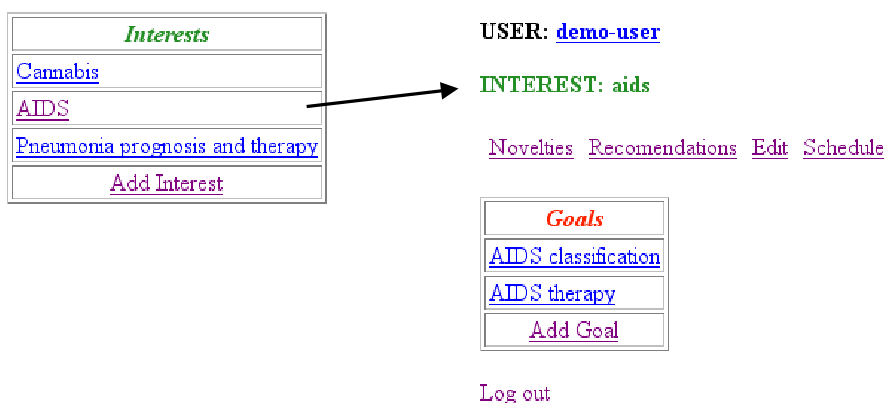 Interests
Cannabis
AIDS
Pneumonia prognosis and therapy
Add Interest
USER: demo-user
INTEREST: aids
Novelties Recomendations Edit Schedule
Goals
AIDS classification
AIDS therapy
Add Goal
Log out